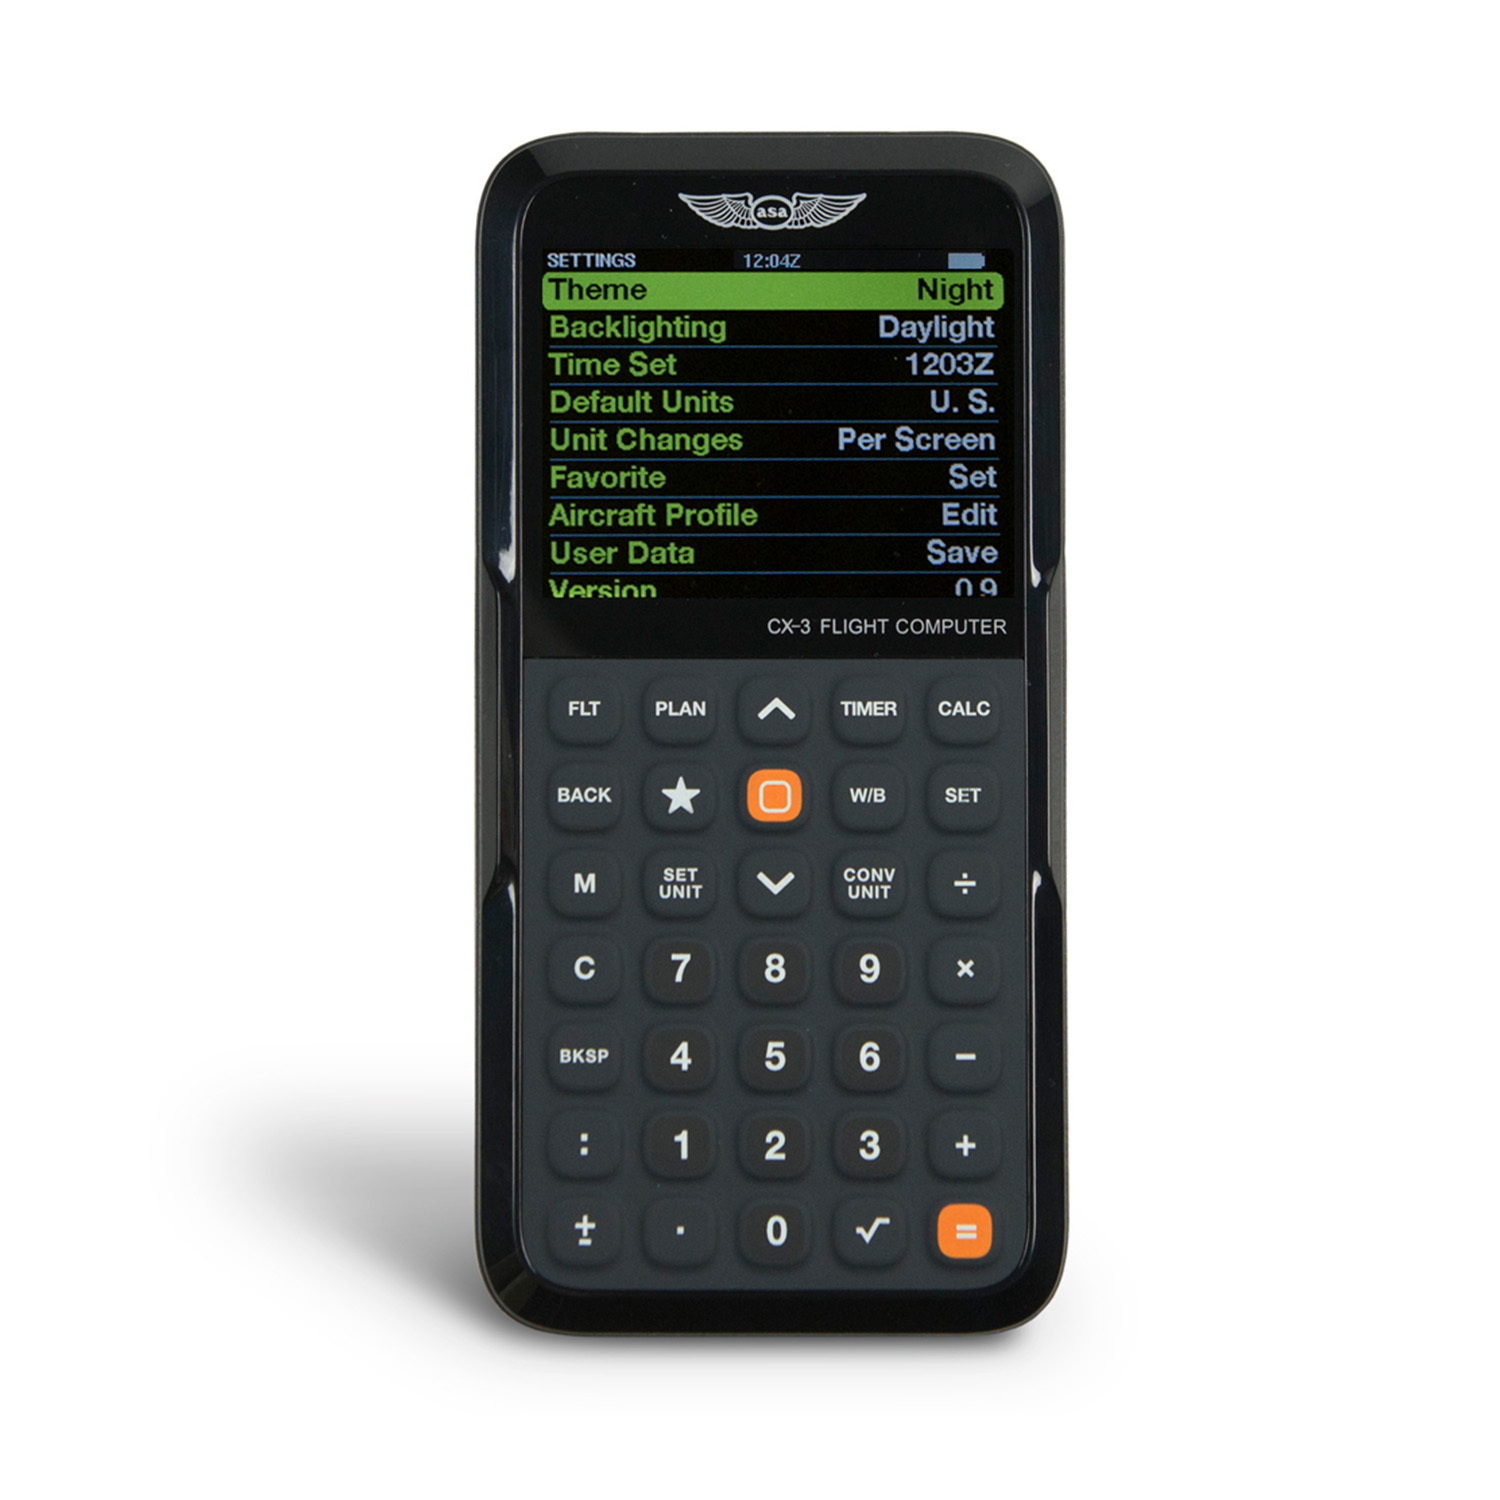 asa
SETTINGS 12:04Z
Theme Night
Backlighting Daylight
Time Set 1203Z
Default Units U. S.
Unit Changes Per Screen
Favorite Set
Aircraft Profile Edit
User Data Save
Version 0.9
CX-3 FLIGHT COMPUTER
FLT PLAN TIMER CALC
BACK W/B SET
M SET UNIT CONV UNIT ÷
C 7 8 9 ×
BKSP 4 5 6 −
: 1 2 3 +
± . 0 √ =